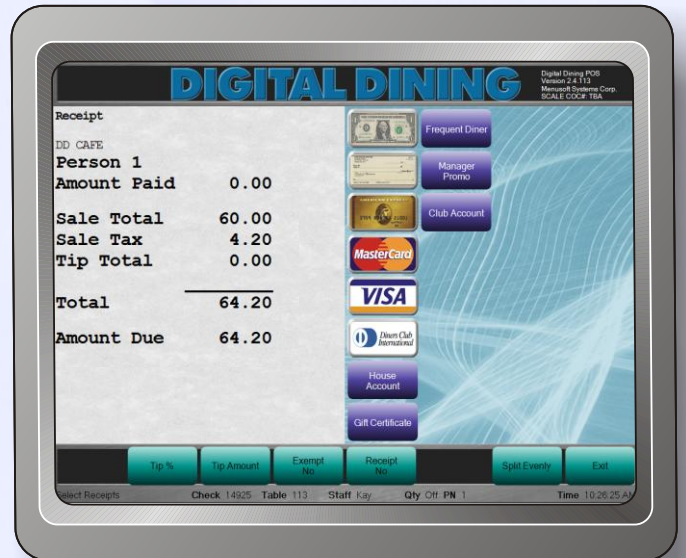 DIGITAL DINING
Digital Dining POS
Version 2.4.113
Menusoft Systems Corp.
SCALE COC#: TBA
Receipt
DD CAFE
Person 1
Amount Paid 0.00
Sale Total 60.00
Sale Tax 4.20
Tip Total 0.00
Total 64.20
Amount Due 64.20
Frequent Diner
Manager
Promo
Club Account
MasterCard
VISA
Diners Club
International
House
Account
Gift Certificate
Tip %
Tip Amount
Exempt
No
Receipt
No
Split Evenly
Exit
Select Receipts Check 14925 Table 113 Staff Kay Qty Off PN 1 Time 10:26:25 AM